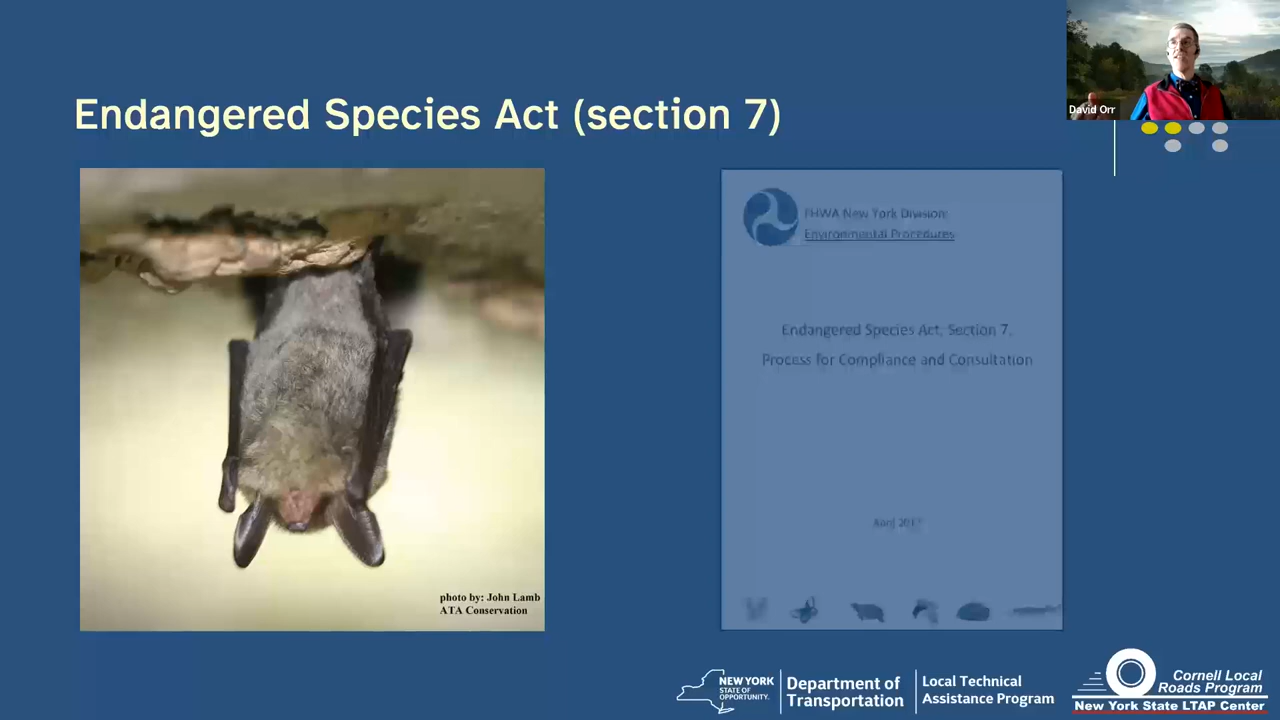 David Orr
Endangered Species Act (section 7)
FHWA New York Division
Environmental Procedures
Endangered Species Act, Section 7,
Process for Compliance and Consultation
April
photo by: John Lamb
ATA Conservation
NEW YORK
STATE OF
OPPORTUNITY.
Department of
Transportation
Local Technical
Assistance Program
Cornell Local
Roads Program
New York State LTAP Center